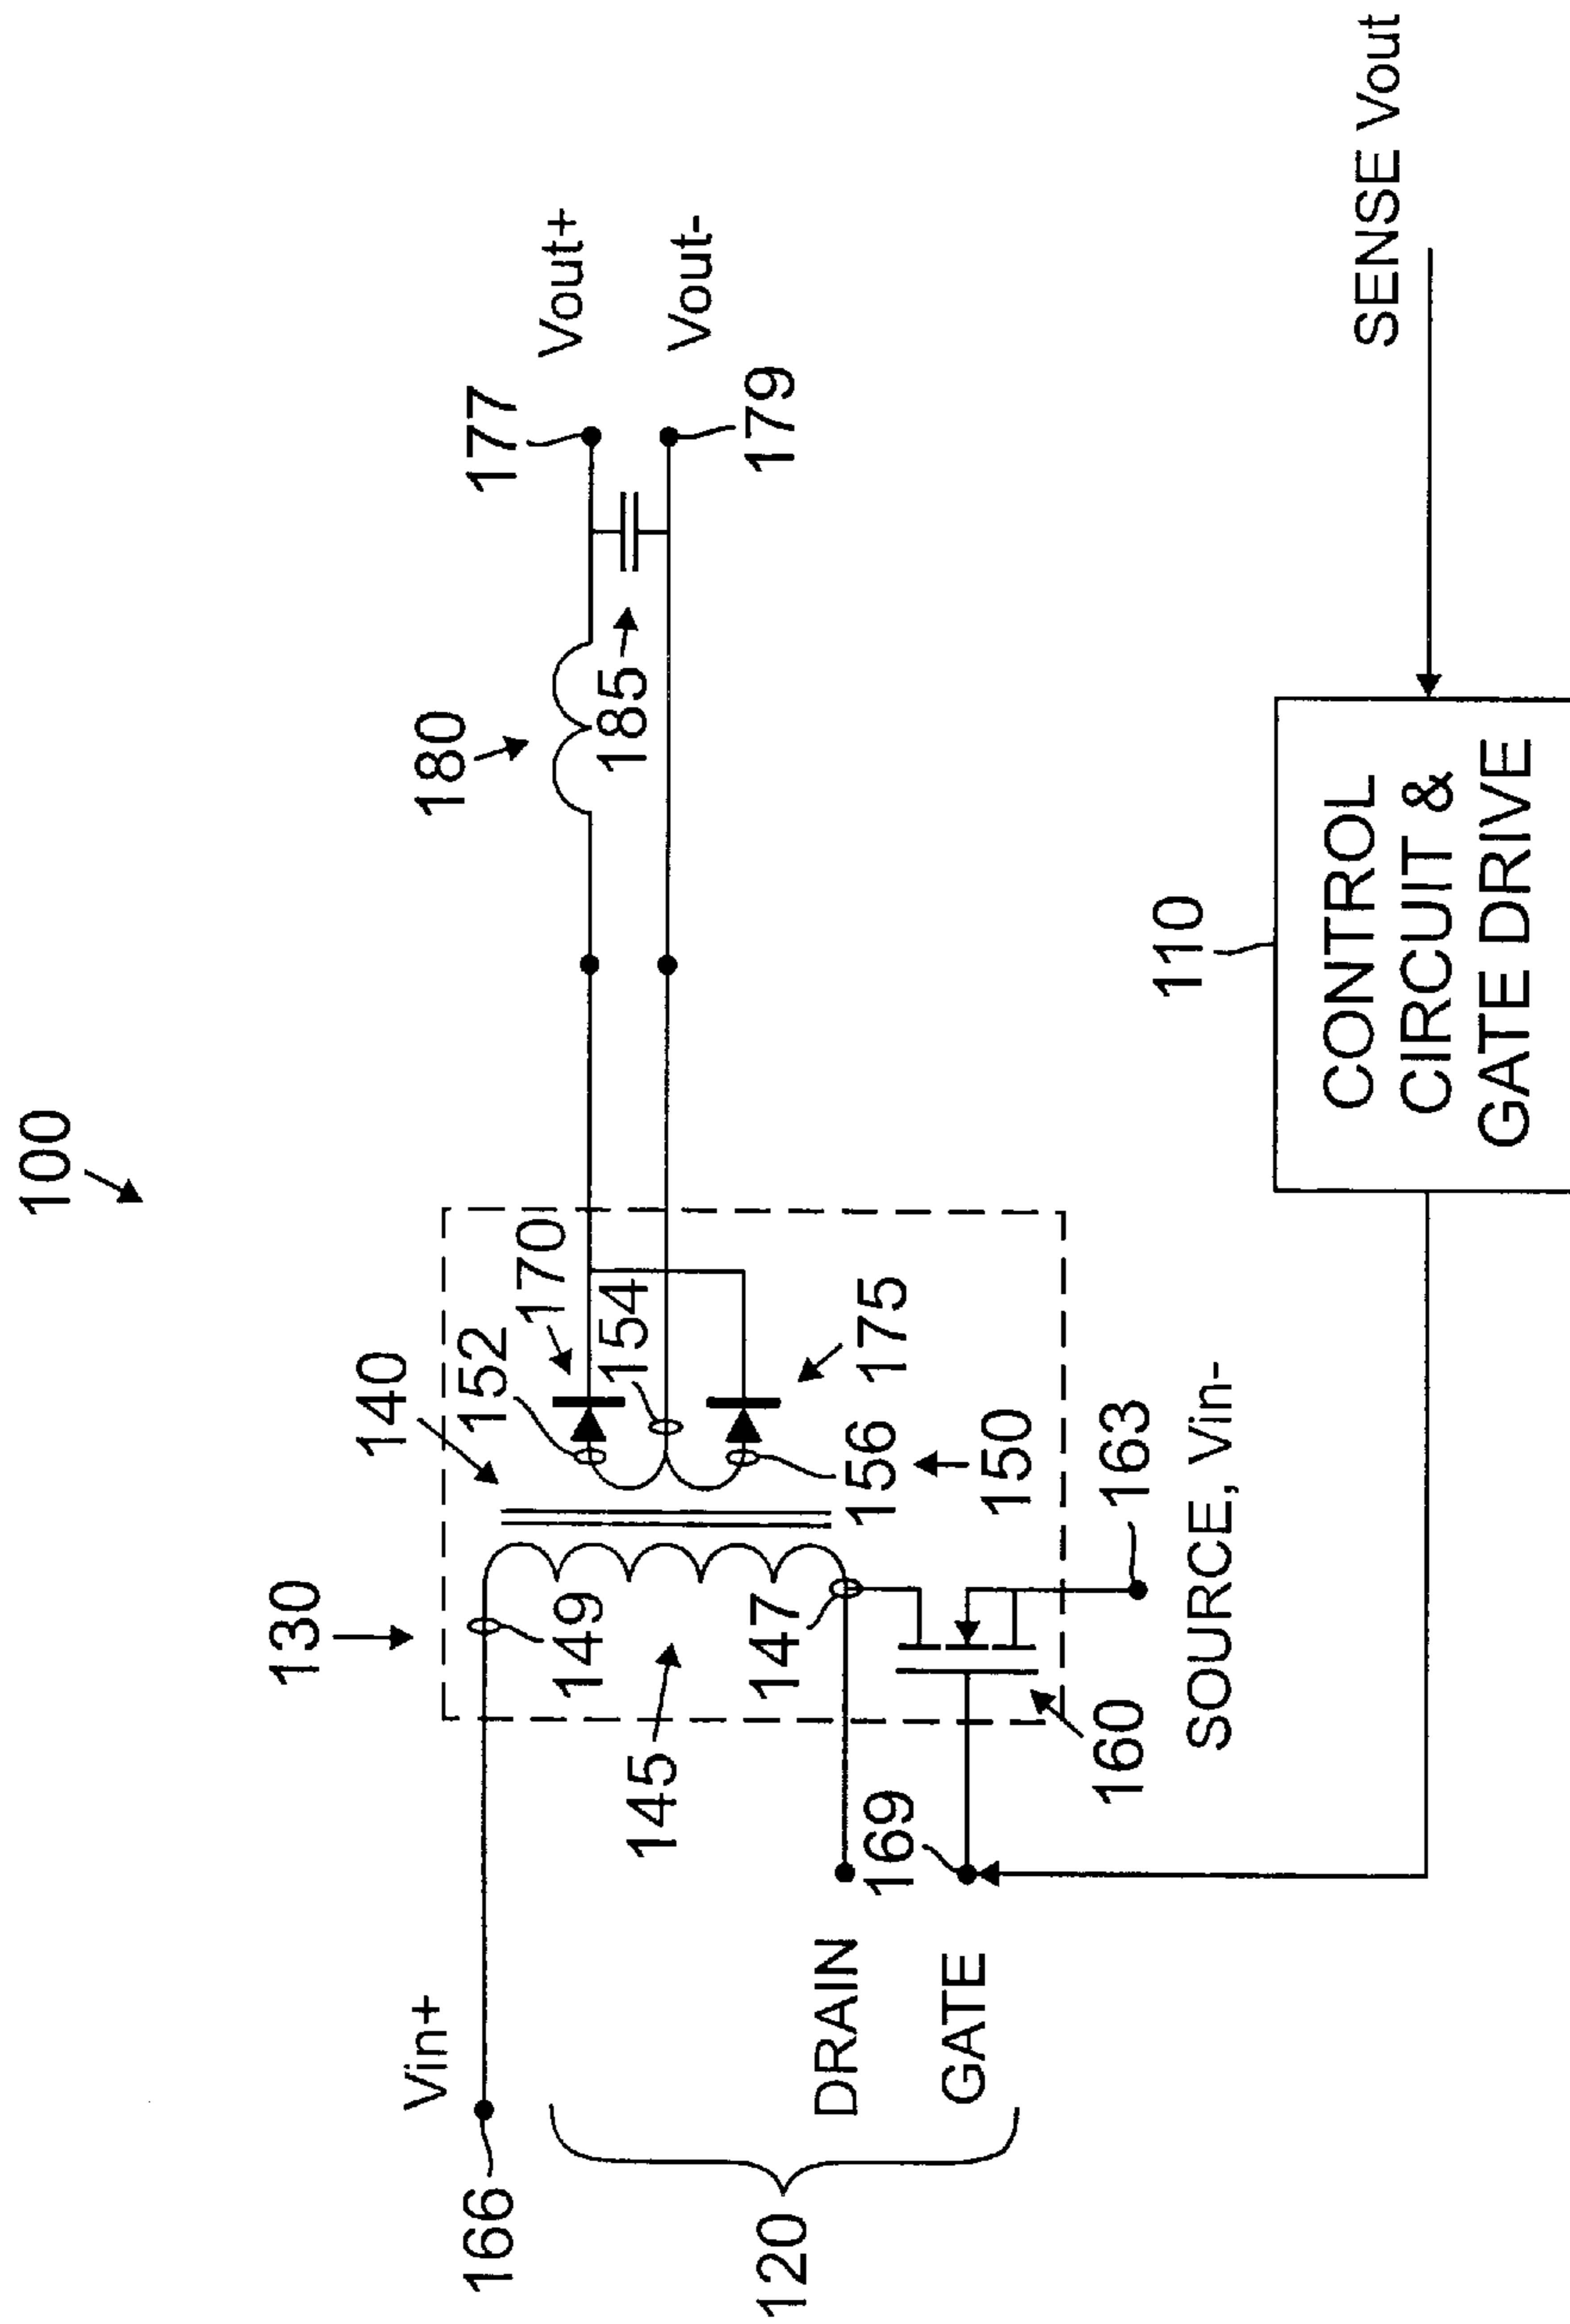 100
130
140
152
170
154
149
145
147
156
150
175
160
163
SOURCE, Vin-
169
DRAIN
GATE
Vin+
166
120
180
185
177
179
Vout+
Vout-
110
CONTROL
CIRCUIT &
GATE DRIVE
SENSE Vout